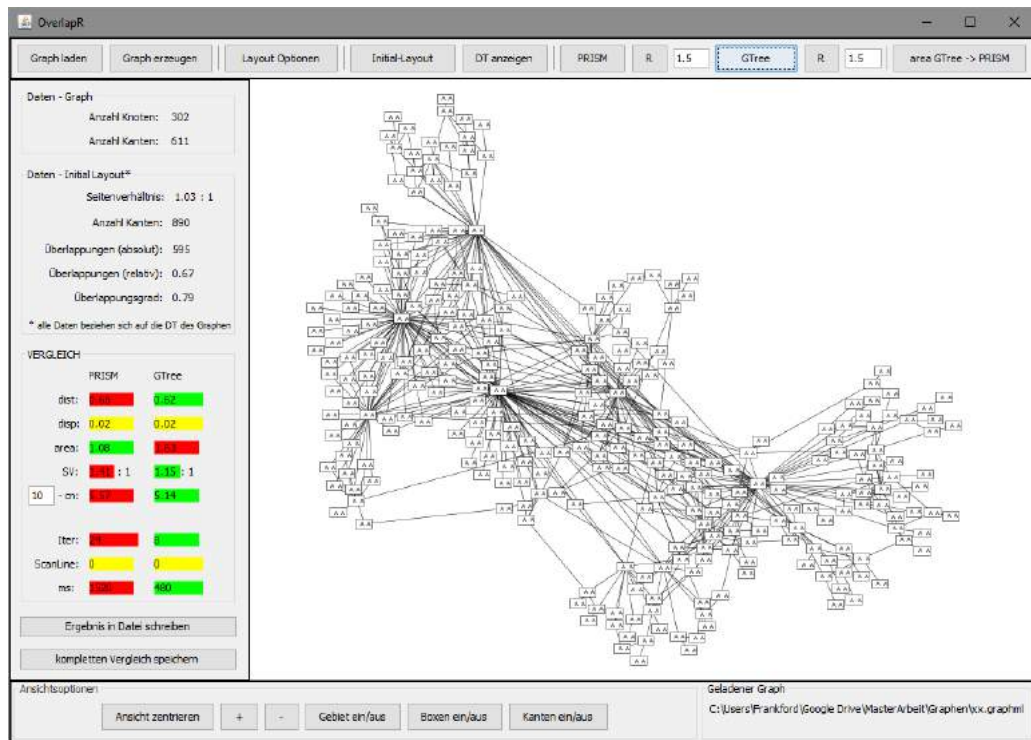 OverlapR
Graph laden Graph erzeugen Layout Optionen Initial-Layout DT anzeigen PRISM R 1.5 GTree R 1.5 area GTree -> PRISM
Daten - Graph
Anzahl Knoten: 302
Anzahl Kanten: 611
Daten - Initial Layout*
Seitenverhältnis: 1.03 : 1
Anzahl Kanten: 890
Überlappungen (absolut): 595
Überlappungen (relativ): 0.67
Überlappungsgrad: 0.79
* alle Daten beziehen sich auf die DT des Graphen
VERGLEICH
PRISM GTree
dist: 0.62
disp: 0.02 0.02
area: 1.08
SV: : 1 1.15 : 1
10 - cn: 5.14
Iter: 8
ScanLine: 0 0
ms: 480
Ergebnis in Datei schreiben
kompletten Vergleich speichern
Ansichtsoptionen
Ansicht zentrieren + - Gebiet ein/aus Boxen ein/aus Kanten ein/aus
Geladener Graph
C:\Users\Frankford\Google Drive\MasterArbeit\Graphen\xx.graphml